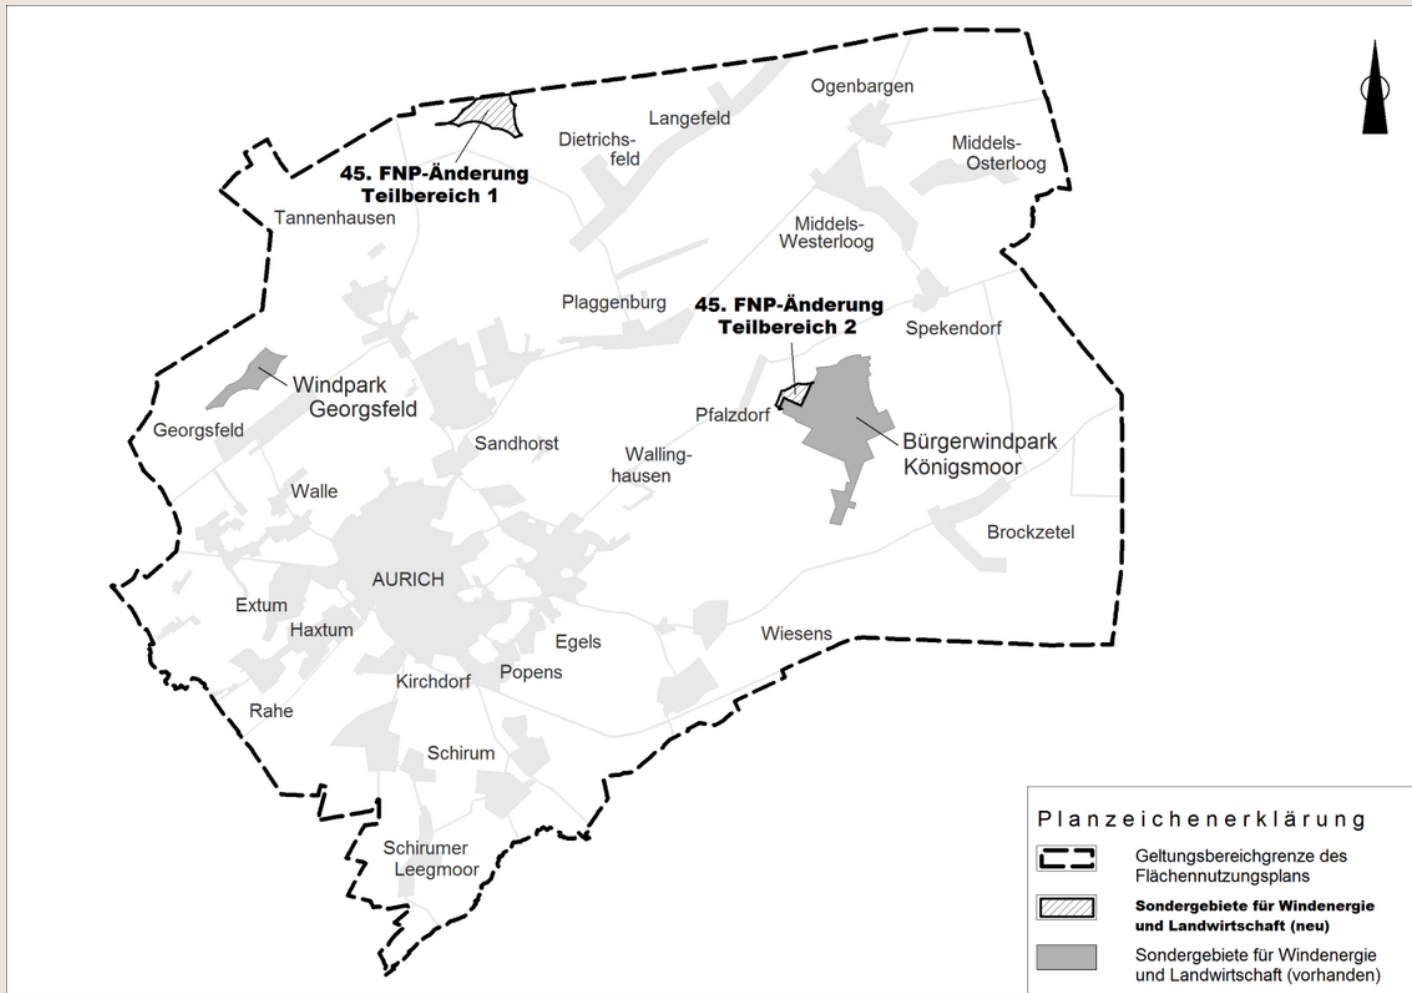 Ogenbargen
Langefeld
Dietrichs-
feld
Middels-
Osterloog
45. FNP-Änderung
Teilbereich 1
Tannenhausen
Middels-
Westerloog
Plaggenburg
45. FNP-Änderung
Teilbereich 2
Spekendorf
Windpark
Georgsfeld
Georgsfeld
Pfalzdorf
Sandhorst
Bürgerwindpark
Königsmoor
Walling-
hausen
Walle
Brockzetel
AURICH
Extum
Haxtum
Egels
Wiesens
Popens
Kirchdorf
Rahe
Schirum
Schirumer
Leegmoor
Planzeichenerklärung
Geltungsbereichgrenze des
Flächennutzungsplans
Sondergebiete für Windenergie
und Landwirtschaft (neu)
Sondergebiete für Windenergie
und Landwirtschaft (vorhanden)